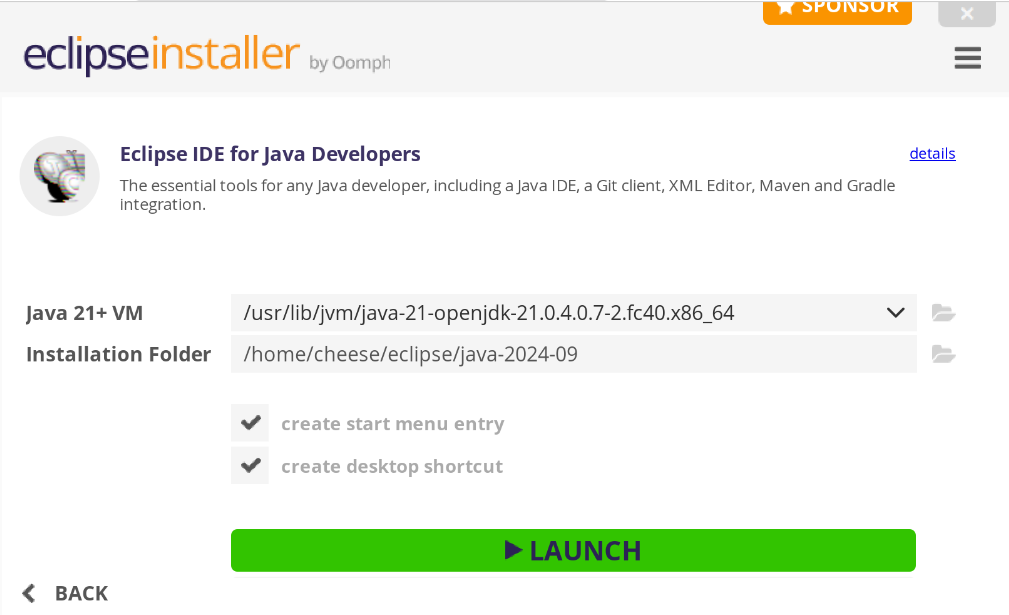 SPONSOR
eclipseinstaller by Oomph
Eclipse IDE for Java Developers
details
The essential tools for any Java developer, including a Java IDE, a Git client, XML Editor, Maven and Gradle
integration.
Java 21+ VM
/usr/lib/jvm/java-21-openjdk-21.0.4.0.7-2.fc40.x86_64
Installation Folder
/home/cheese/eclipse/java-2024-09
create start menu entry
create desktop shortcut
LAUNCH
BACK